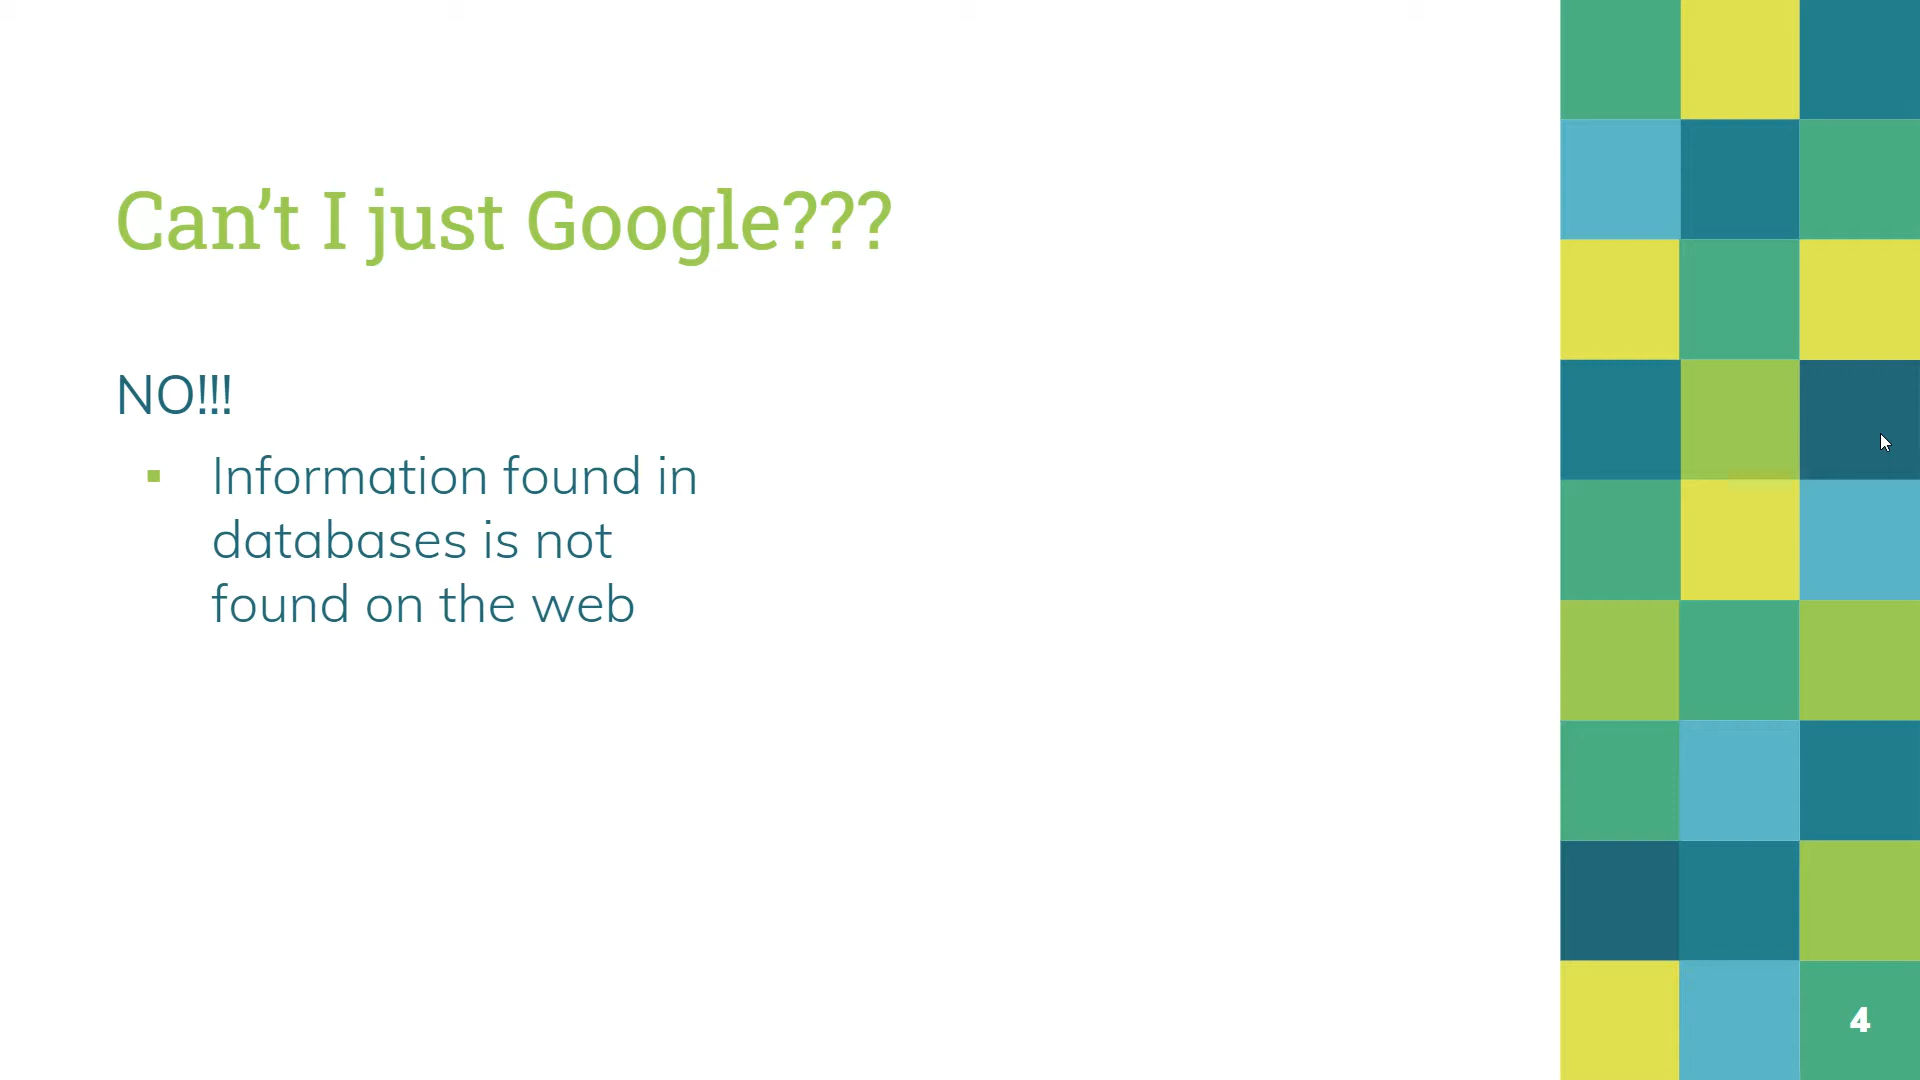 Can’t I just Google???
NO!!!
▪ Information found in
databases is not
found on the web
4